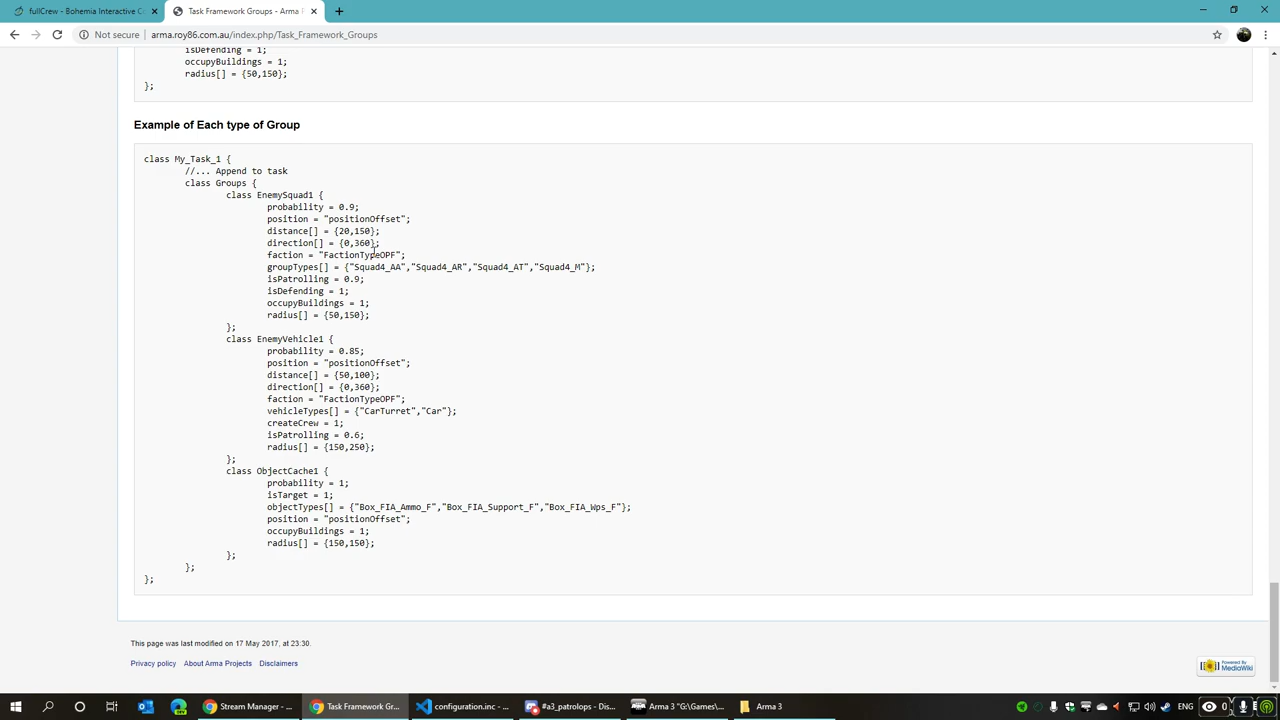 fullCrew - Bohemia Interactive C
Task Framework Groups - Arma
Not secure
arma.roy86.com.au/index.php/Task_Framework_Groups
isDefending = 1;
occupyBuildings = 1;
radius[] = {50,150};
};
Example of Each type of Group
class My_Task_1 {
//... Append to task
class Groups {
class EnemySquad1 {
probability = 0.9;
position = "positionOffset";
distance[] = {20,150};
direction[] = {0,360};
faction = "FactionTypeOPF";
groupTypes[] = {"Squad4_AA","Squad4_AR","Squad4_AT","Squad4_M"};
isPatrolling = 0.9;
isDefending = 1;
occupyBuildings = 1;
radius[] = {50,150};
};
class EnemyVehicle1 {
probability = 0.85;
position = "positionOffset";
distance[] = {50,100};
direction[] = {0,360};
faction = "FactionTypeOPF";
vehicleTypes[] = {"CarTurret","Car"};
createCrew = 1;
isPatrolling = 0.6;
radius[] = {150,250};
};
class ObjectCache1 {
probability = 1;
isTarget = 1;
objectTypes[] = {"Box_FIA_Ammo_F","Box_FIA_Support_F","Box_FIA_Wps_F"};
position = "positionOffset";
occupyBuildings = 1;
radius[] = {150,150};
};
};
};
This page was last modified on 17 May 2017, at 23:30.
Privacy policy About Arma Projects Disclaimers
Powered By
MediaWiki
Stream Manager - ...
Task Framework Gr...
configuration.inc - ...
#a3_patrolops - Dis...
Arma 3 "G:\Games\...
Arma 3
ENG